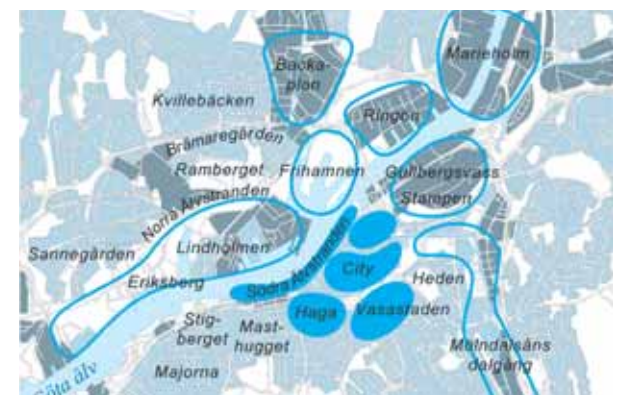 Marieholm
Backa-
plan
Kvillebäcken
Ringön
Brämaregården
Ramberget
Frihamnen
Gullbergsvass
Stampen
Norra Älvstranden
Sannegården
Lindholmen
Södra Älvstranden
City
Heden
Eriksberg
Haga
Vasastaden
Stig-
berget
Mast-
hugget
Mölndalsåns
dalgång
Majorna
Göta älv